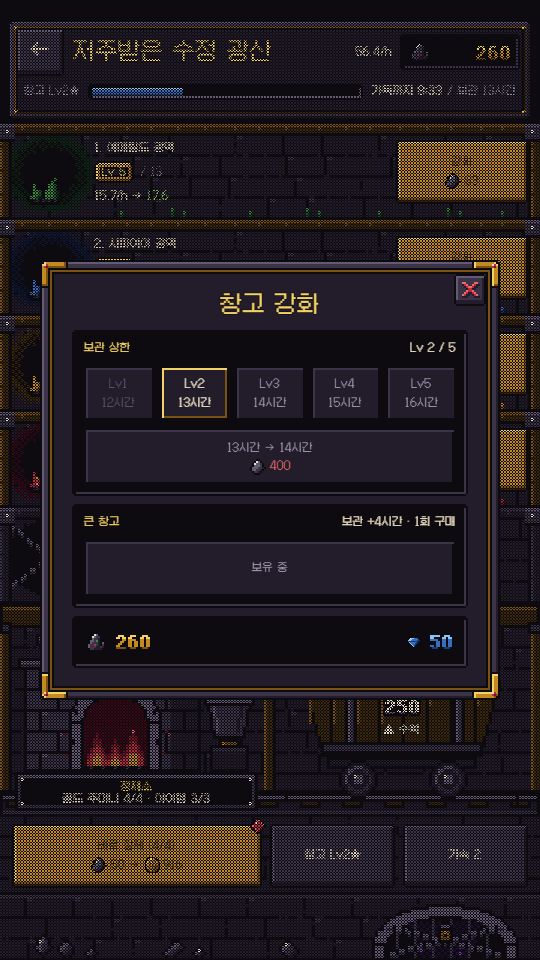 저주받은 수정 광산
96.4/h
260
창고 Lv2★
가득까지 9:33 / 보관 13시간
1. 에메랄드 광맥
Lv 5 / 13
15.7/h → 17.6
2. 사파이어 광맥
창고 강화
보관 상한
Lv 2 / 5
Lv1
12시간
Lv2
13시간
Lv3
14시간
Lv4
15시간
Lv5
16시간
13시간 → 14시간
400
큰 창고
보관 +4시간 · 1회 구매
보유 중
260
50
250
▲ 수레
정제소
골드 주머니 4/4 · 아이템 3/3
창고 Lv2★
가속 2